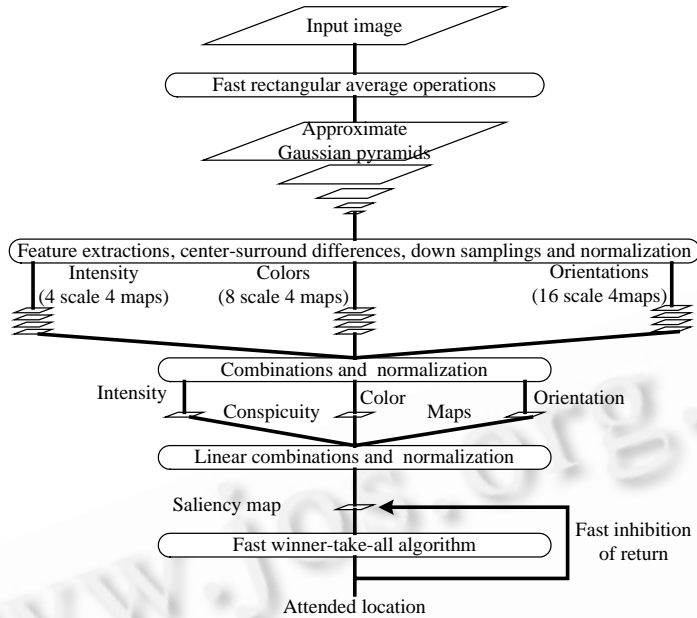 Input image
Fast rectangular average operations
Approximate
Gaussian pyramids
Feature extractions, center-surround differences, down samplings and normalization
Intensity
(4 scale 4 maps)
Colors
(8 scale 4 maps)
Orientations
(16 scale 4maps)
Combinations and normalization
Intensity
Conspicuity
Color
Maps
Orientation
Linear combinations and normalization
Saliency map
Fast winner-take-all algorithm
Fast inhibition
of return
Attended location
www.jos.org.